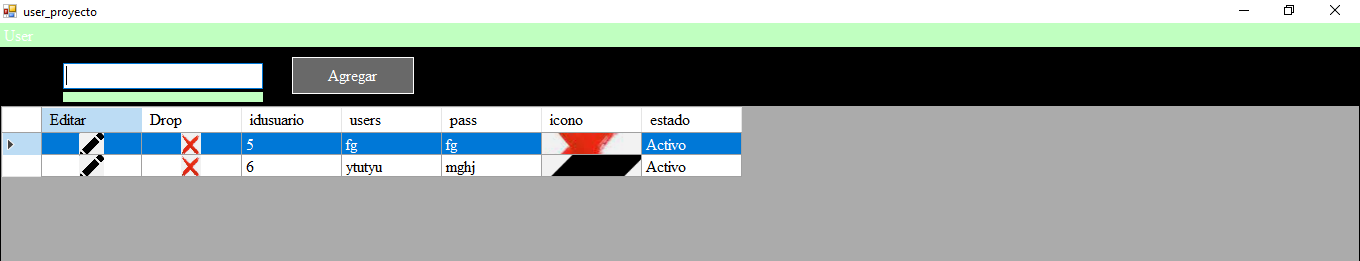 user_proyecto
User
Agregar
Editar Drop idusuario users pass icono estado
5 fg fg Activo
6 ytutyu mghj Activo